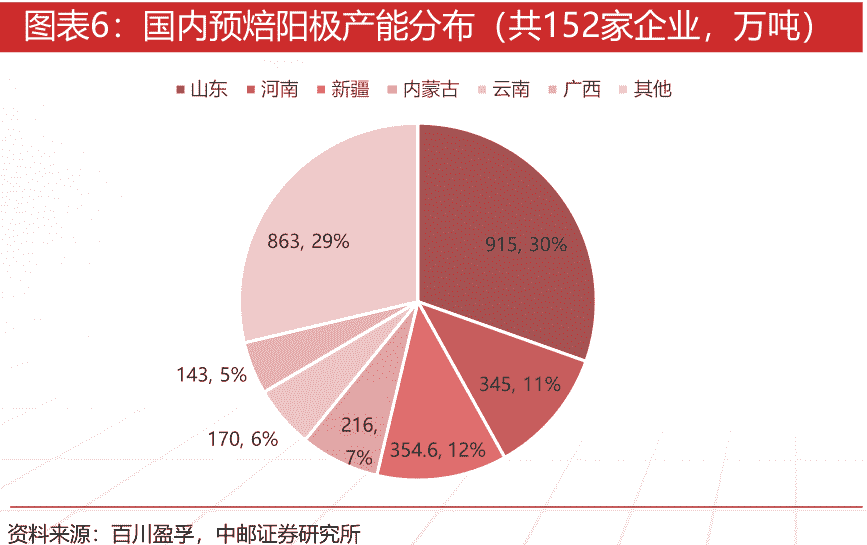 图表6：国内预焙阳极产能分布（共152家企业，万吨）
山东 河南 新疆 内蒙古 云南 广西 其他
863, 29%
915, 30%
143, 5%
345, 11%
170, 6%
216,
7%
354.6, 12%
资料来源：百川盈孚，中邮证券研究所